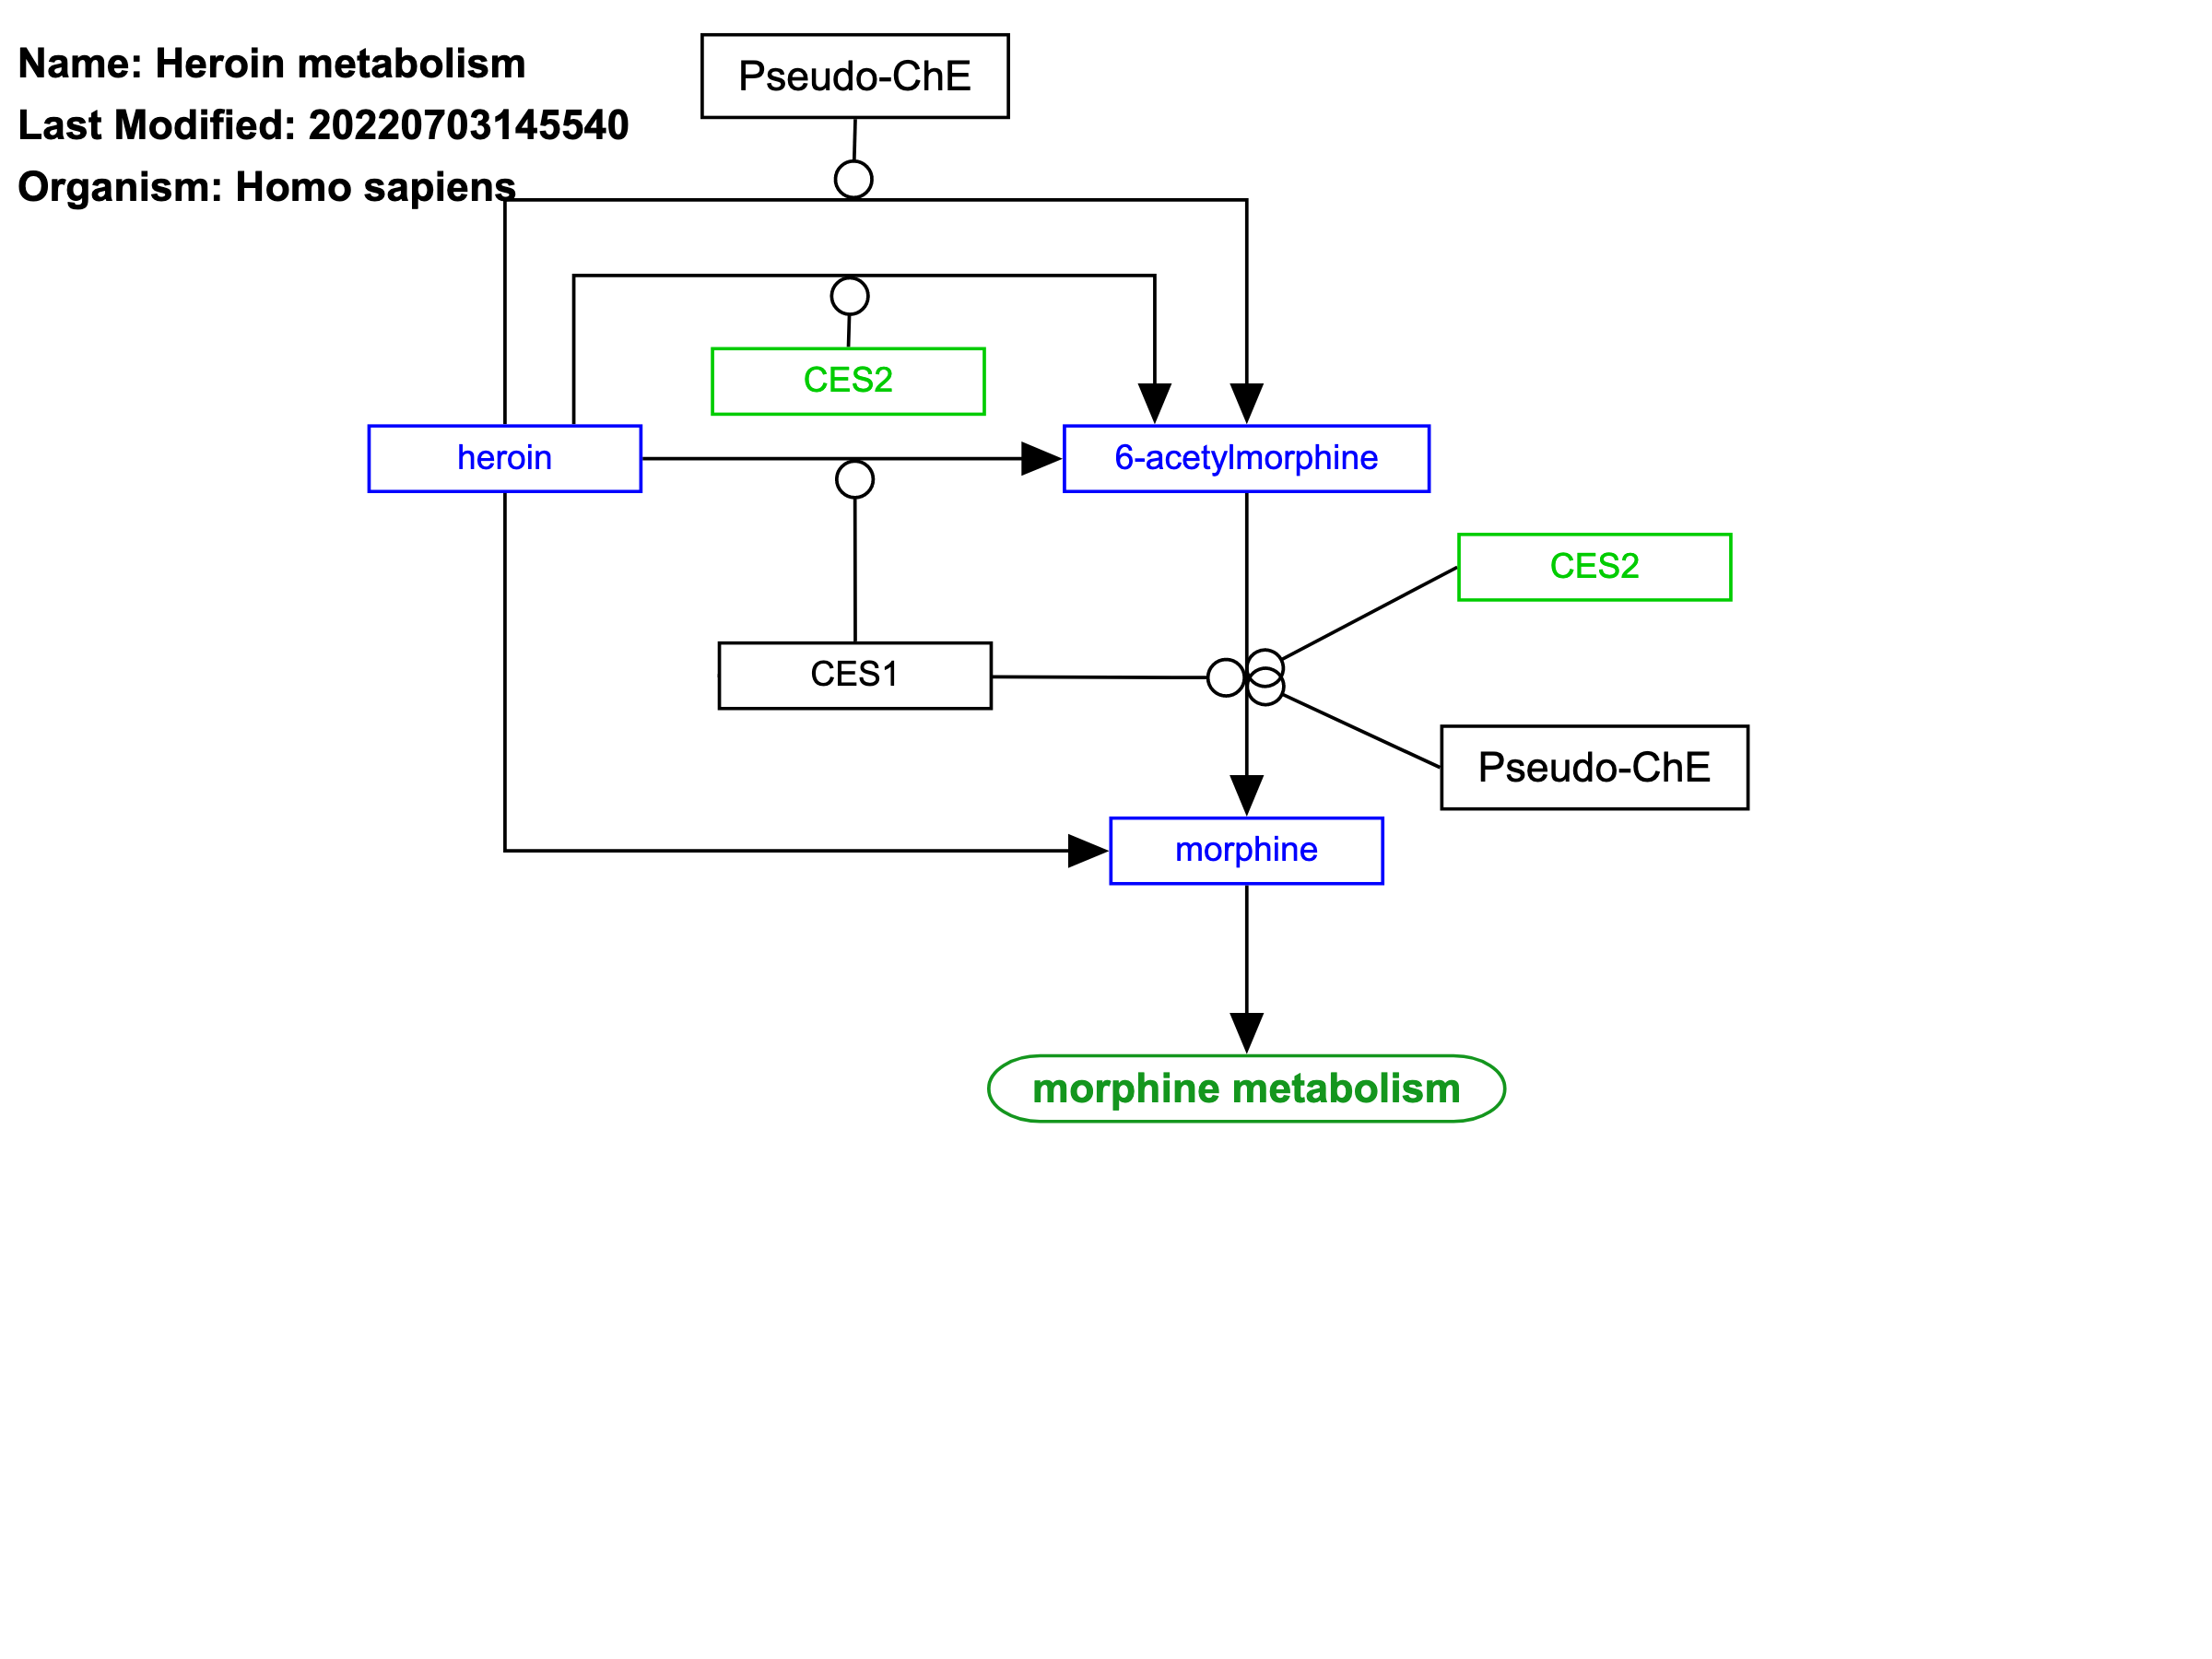 Name: Heroin metabolism
Last Modified: 20220703145540
Organism: Homo sapiens
Pseudo-ChE
CES2
heroin
6-acetylmorphine
CES2
CES1
Pseudo-ChE
morphine
morphine metabolism